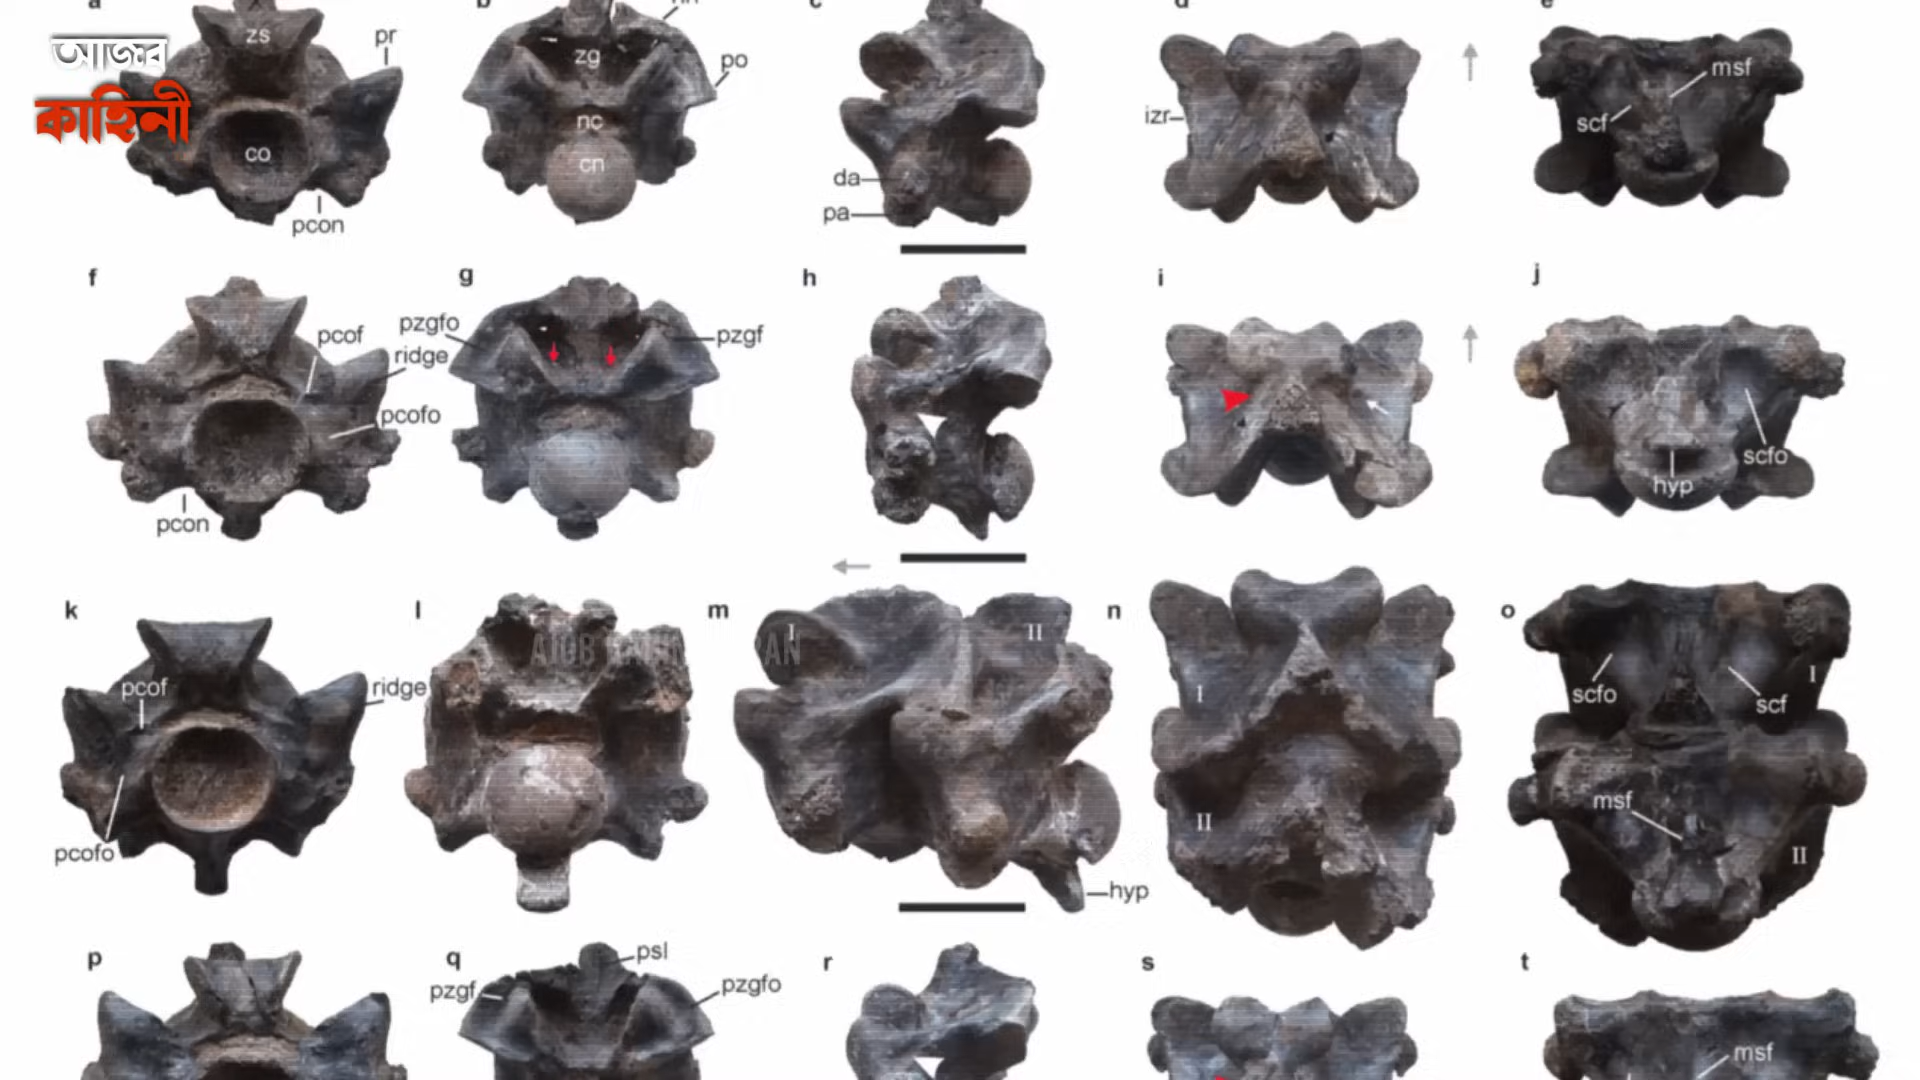 আজব
কাহিনী
a
b
c
d
e
zs
pr
co
pcon
zg
po
nc
cn
da
pa
izr
msf
scf
f
g
h
i
j
pcof
ridge
pcofo
pcon
pzgfo
pzgf
scfo
hyp
k
l
m
n
o
pcof
ridge
pcofo
I
II
hyp
I
II
scfo
scf
I
msf
II
p
q
r
s
t
psl
pzgf
pzgfo
msf